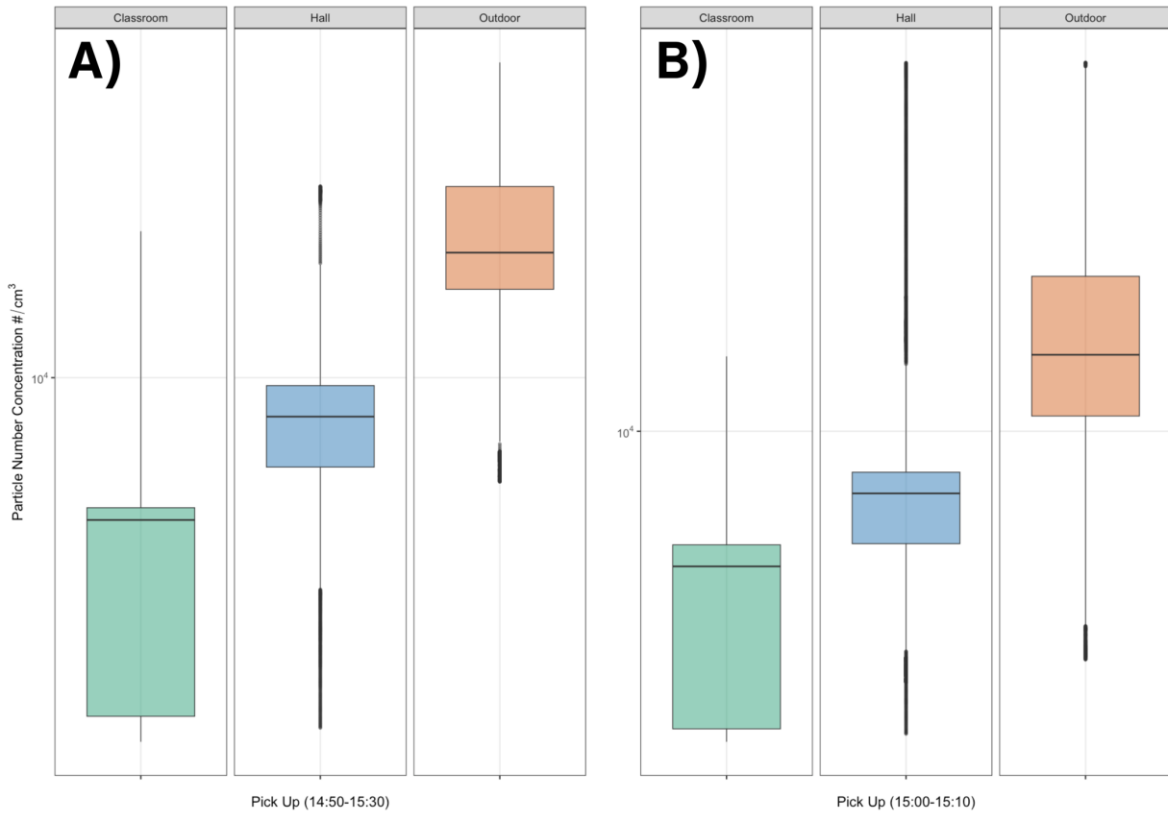 Classroom Hall Outdoor
A)
Particle Number Concentration #/cm³
10⁴
Pick Up (14:50-15:30)
Classroom Hall Outdoor
B)
10⁴
Pick Up (15:00-15:10)